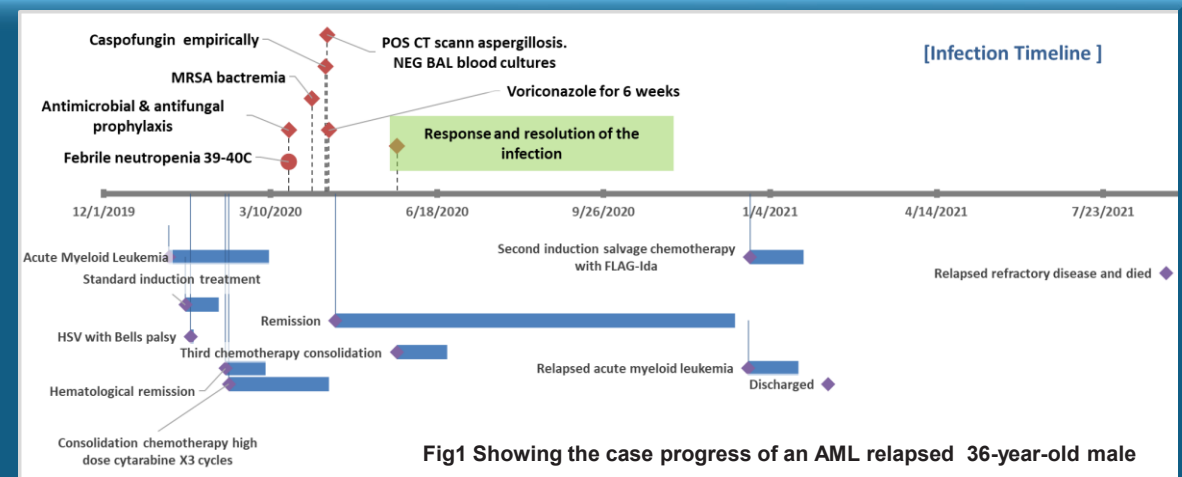 Caspofungin empirically
POS CT scann aspergillosis.
NEG BAL blood cultures
[Infection Timeline ]
MRSA bactremia
Voriconazole for 6 weeks
Antimicrobial & antifungal
prophylaxis
Response and resolution of the
infection
Febrile neutropenia 39-40C
12/1/2019
3/10/2020
6/18/2020
9/26/2020
1/4/2021
4/14/2021
7/23/2021
Acute Myeloid Leukemia
Second induction salvage chemotherapy
with FLAG-Ida
Standard induction treatment
Relapsed refractory disease and died
Remission
HSV with Bells palsy
Third chemotherapy consolidation
Relapsed acute myeloid leukemia
Discharged
Hematological remission
Consolidation chemotherapy high
dose cytarabine X3 cycles
Fig1 Showing the case progress of an AML relapsed 36-year-old male